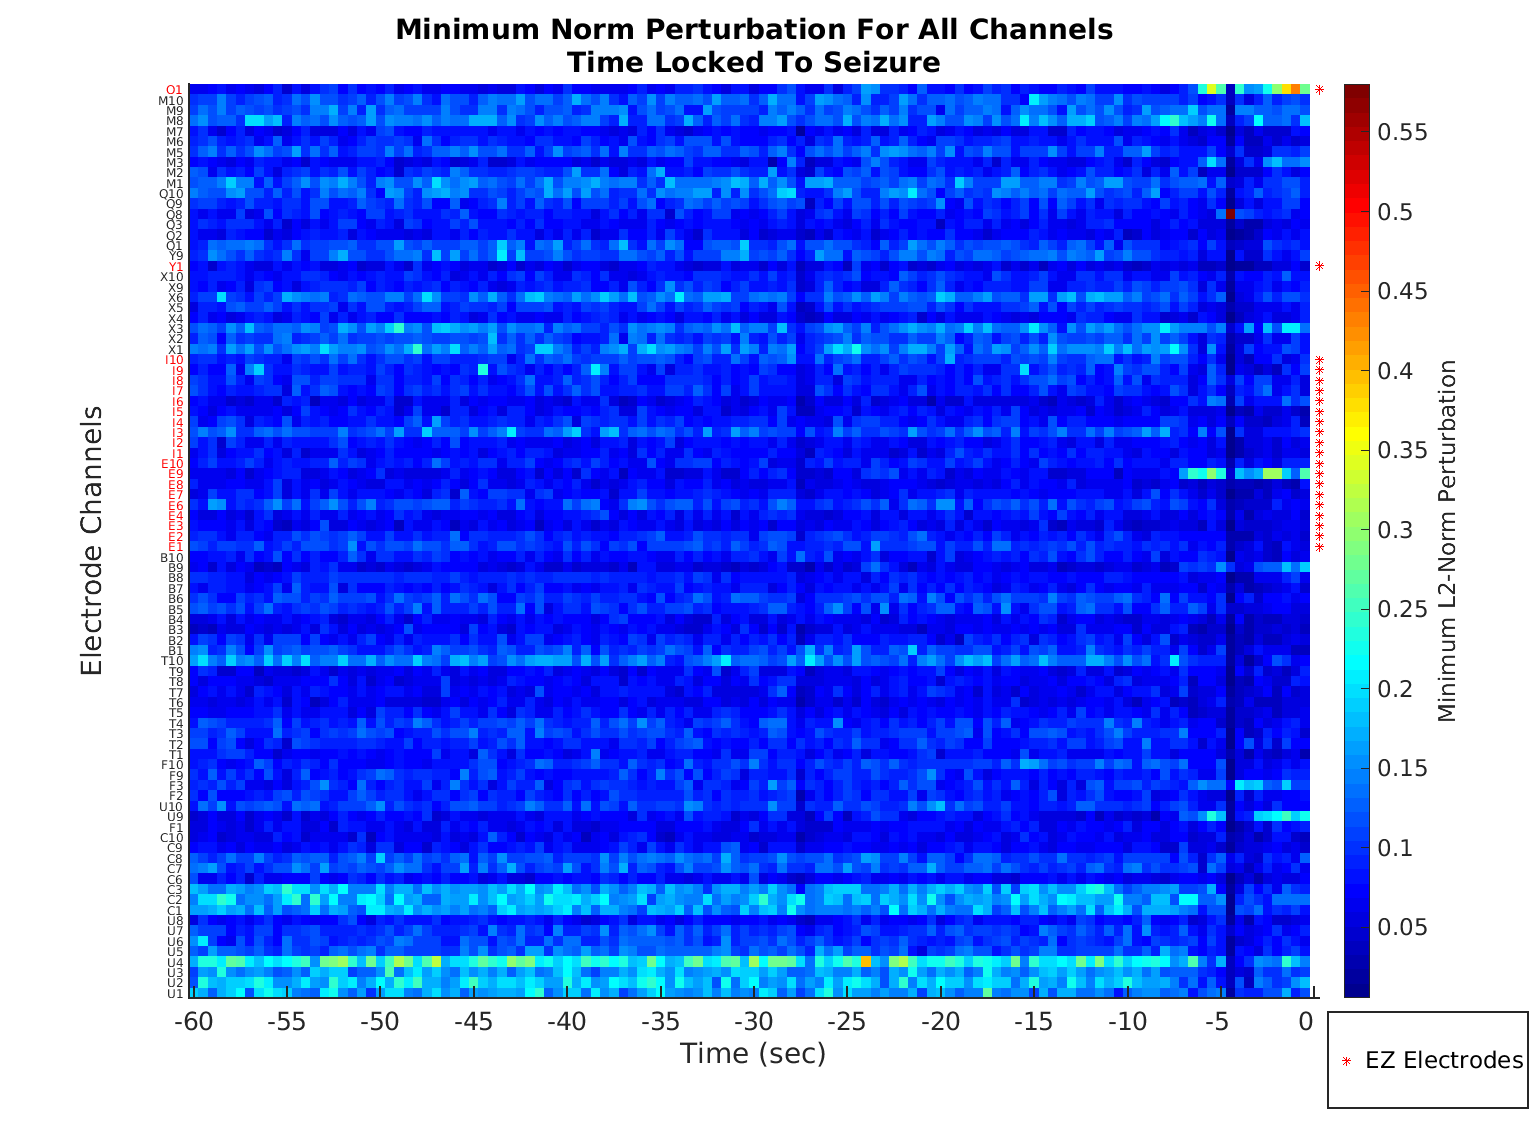 Minimum Norm Perturbation For All Channels
Time Locked To Seizure
Electrode Channels
O1
M10
M9
M8
M7
M6
M5
M3
M2
M1
Q10
Q9
Q8
Q3
Q2
Q1
Y9
Y1
X10
X9
X6
X5
X4
X3
X2
X1
I10
I9
I8
I7
I6
I5
I4
I3
I2
I1
E10
E9
E8
E7
E6
E4
E3
E2
E1
B10
B9
B8
B7
B6
B5
B4
B3
B2
B1
T10
T9
T8
T7
T6
T5
T4
T3
T2
T1
F10
F9
F3
F2
U10
U9
F1
C10
C9
C8
C7
C6
C3
C2
C1
U8
U7
U6
U5
U4
U3
U2
U1
-60 -55 -50 -45 -40 -35 -30 -25 -20 -15 -10 -5 0
Time (sec)
0.55
0.5
0.45
0.4
0.35
0.3
0.25
0.2
0.15
0.1
0.05
Minimum L2-Norm Perturbation
EZ Electrodes